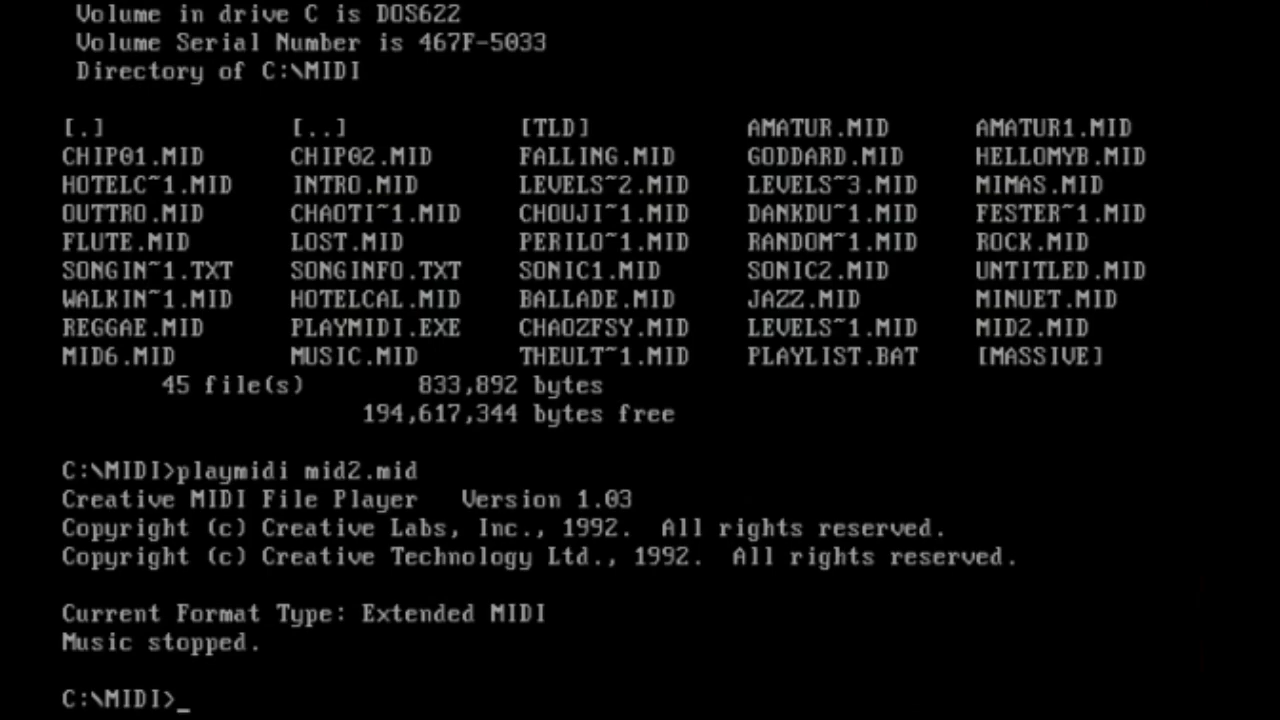 Volume in drive C is DOS622
Volume Serial Number is 467F-5033
Directory of C:\MIDI
[.] [..] [TLD] AMATUR.MID AMATUR1.MID
CHIP01.MID CHIP02.MID FALLING.MID GODDARD.MID HELLOMYB.MID
HOTELC~1.MID INTRO.MID LEVELS~2.MID LEVELS~3.MID MIMAS.MID
OUTTRO.MID CHAOTI~1.MID CHOUJI~1.MID DANKDU~1.MID FESTER~1.MID
FLUTE.MID LOST.MID PERILO~1.MID RANDOM~1.MID ROCK.MID
SONGIN~1.TXT SONGINFO.TXT SONIC1.MID SONIC2.MID UNTITLED.MID
WALKIN~1.MID HOTELCAL.MID BALLADE.MID JAZZ.MID MINUET.MID
REGGAE.MID PLAYMIDI.EXE CHAOZFSY.MID LEVELS~1.MID MID2.MID
MID6.MID MUSIC.MID THEULT~1.MID PLAYLIST.BAT [MASSIVE]
45 file(s) 833,892 bytes
194,617,344 bytes free
C:\MIDI>playmidi mid2.mid
Creative MIDI File Player Version 1.03
Copyright (c) Creative Labs, Inc., 1992. All rights reserved.
Copyright (c) Creative Technology Ltd., 1992. All rights reserved.
Current Format Type: Extended MIDI
Music stopped.
C:\MIDI>_